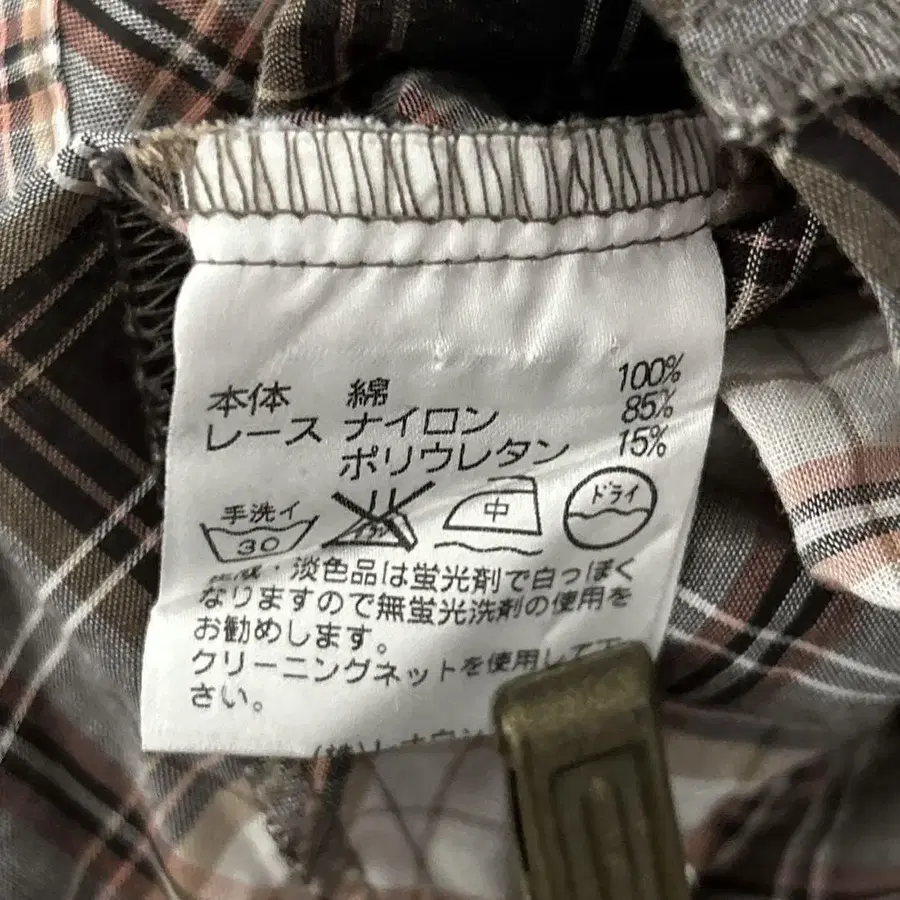 本体 綿 100%
レース ナイロン 85%
ポリウレタン 15%
手洗イ 中 ドライ
30
・淡色品は蛍光剤で白っぽく
なりますので無蛍光洗剤の使用を
お勧めします。
クリーニングネットを使用して下
さい。
(株)